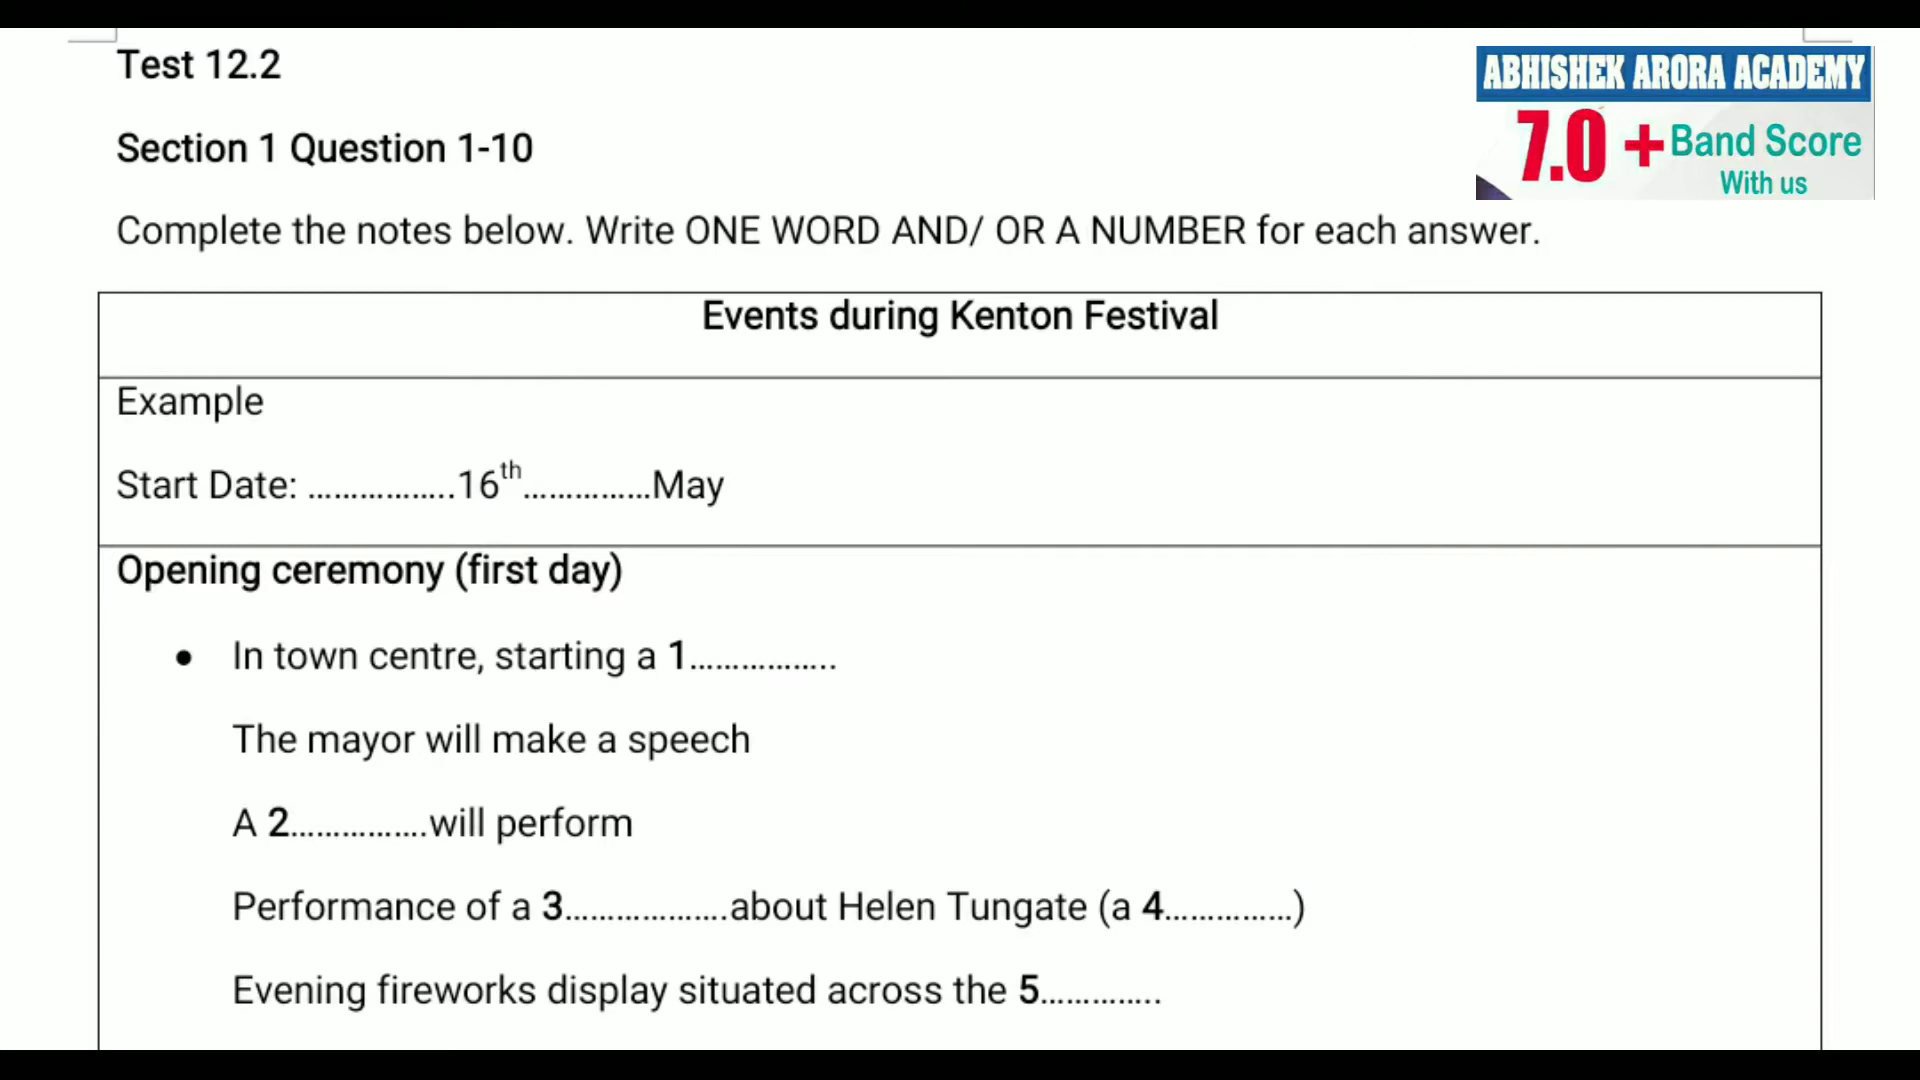 Test 12.2
ABHISHEK ARORA ACADEMY
7.0 + Band Score
With us
Section 1 Question 1-10
Complete the notes below. Write ONE WORD AND/ OR A NUMBER for each answer.
Events during Kenton Festival
Example
Start Date: ……………..16th…………..May
Opening ceremony (first day)
● In town centre, starting a 1……………..
The mayor will make a speech
A 2…………….will perform
Performance of a 3……………….about Helen Tungate (a 4…………..)
Evening fireworks display situated across the 5…………..